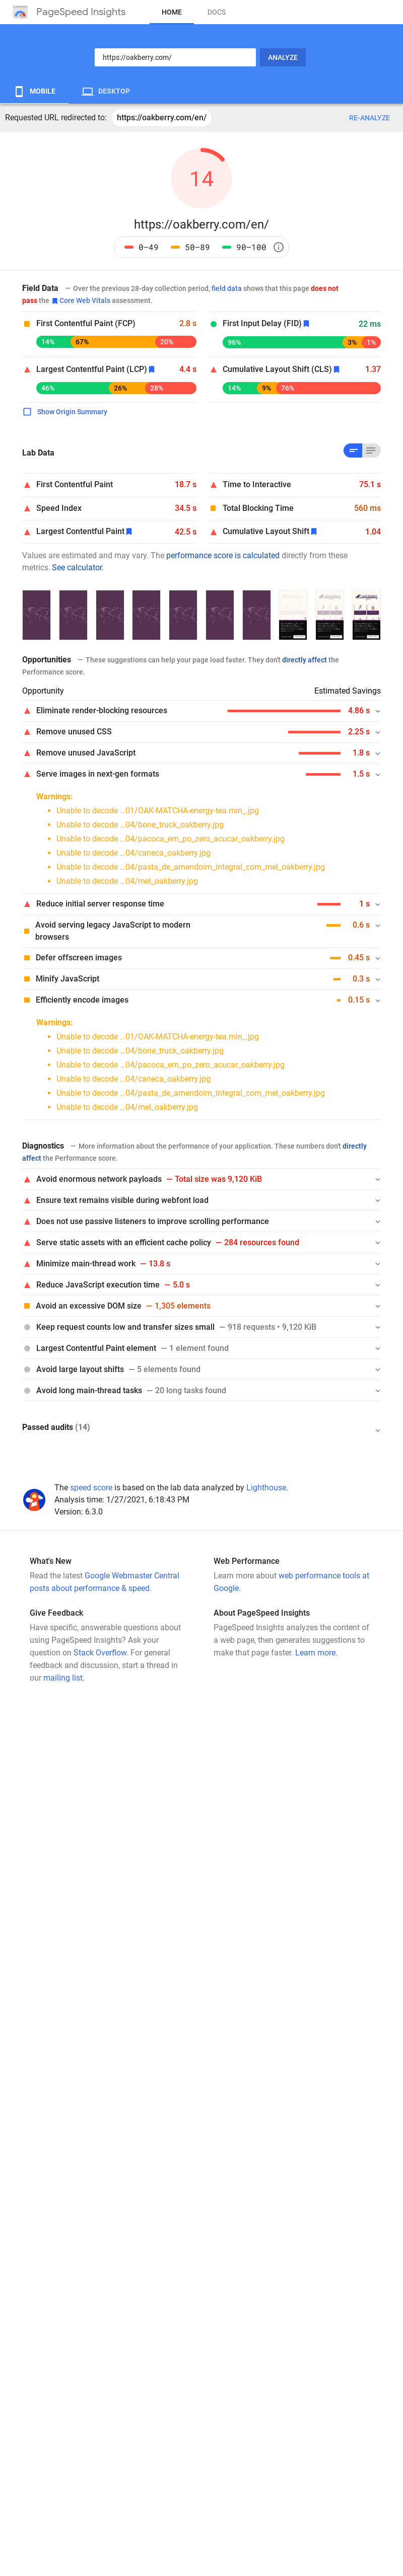 PageSpeed Insights
HOME
DOCS
https://oakberry.com/
ANALYZE
MOBILE
DESKTOP
Requested URL redirected to: https://oakberry.com/en/
RE-ANALYZE
14
https://oakberry.com/en/
0–49 50–89 90–100
Field Data — Over the previous 28-day collection period, field data shows that this page does not
pass the Core Web Vitals assessment.
First Contentful Paint (FCP) 2.8 s
14% 67% 20%
First Input Delay (FID) 22 ms
96% 3% 1%
Largest Contentful Paint (LCP) 4.4 s
46% 26% 28%
Cumulative Layout Shift (CLS) 1.37
14% 9% 76%
Show Origin Summary
Lab Data
First Contentful Paint 18.7 s
Time to Interactive 75.1 s
Speed Index 34.5 s
Total Blocking Time 560 ms
Largest Contentful Paint 42.5 s
Cumulative Layout Shift 1.04
Values are estimated and may vary. The performance score is calculated directly from these
metrics. See calculator.
Opportunities — These suggestions can help your page load faster. They don't directly affect the
Performance score.
Opportunity Estimated Savings
Eliminate render-blocking resources 4.86 s
Remove unused CSS 2.25 s
Remove unused JavaScript 1.8 s
Serve images in next-gen formats 1.5 s
Warnings:
Unable to decode …01/OAK-MATCHA-energy-tea.min_.jpg
Unable to decode …04/bone_truck_oakberry.jpg
Unable to decode …04/pacoca_em_po_zero_acucar_oakberry.jpg
Unable to decode …04/caneca_oakberry.jpg
Unable to decode …04/pasta_de_amendoim_integral_com_mel_oakberry.jpg
Unable to decode …04/mel_oakberry.jpg
Reduce initial server response time 1 s
Avoid serving legacy JavaScript to modern
browsers 0.6 s
Defer offscreen images 0.45 s
Minify JavaScript 0.3 s
Efficiently encode images 0.15 s
Warnings:
Unable to decode …01/OAK-MATCHA-energy-tea.min_.jpg
Unable to decode …04/bone_truck_oakberry.jpg
Unable to decode …04/pacoca_em_po_zero_acucar_oakberry.jpg
Unable to decode …04/caneca_oakberry.jpg
Unable to decode …04/pasta_de_amendoim_integral_com_mel_oakberry.jpg
Unable to decode …04/mel_oakberry.jpg
Diagnostics — More information about the performance of your application. These numbers don't directly
affect the Performance score.
Avoid enormous network payloads — Total size was 9,120 KiB
Ensure text remains visible during webfont load
Does not use passive listeners to improve scrolling performance
Serve static assets with an efficient cache policy — 284 resources found
Minimize main-thread work — 13.8 s
Reduce JavaScript execution time — 5.0 s
Avoid an excessive DOM size — 1,305 elements
Keep request counts low and transfer sizes small — 918 requests • 9,120 KiB
Largest Contentful Paint element — 1 element found
Avoid large layout shifts — 5 elements found
Avoid long main-thread tasks — 20 long tasks found
Passed audits (14)
The speed score is based on the lab data analyzed by Lighthouse.
Analysis time: 1/27/2021, 6:18:43 PM
Version: 6.3.0
What's New
Read the latest Google Webmaster Central
posts about performance & speed.
Web Performance
Learn more about web performance tools at
Google.
Give Feedback
Have specific, answerable questions about
using PageSpeed Insights? Ask your
question on Stack Overflow. For general
feedback and discussion, start a thread in
our mailing list.
About PageSpeed Insights
PageSpeed Insights analyzes the content of
a web page, then generates suggestions to
make that page faster. Learn more.